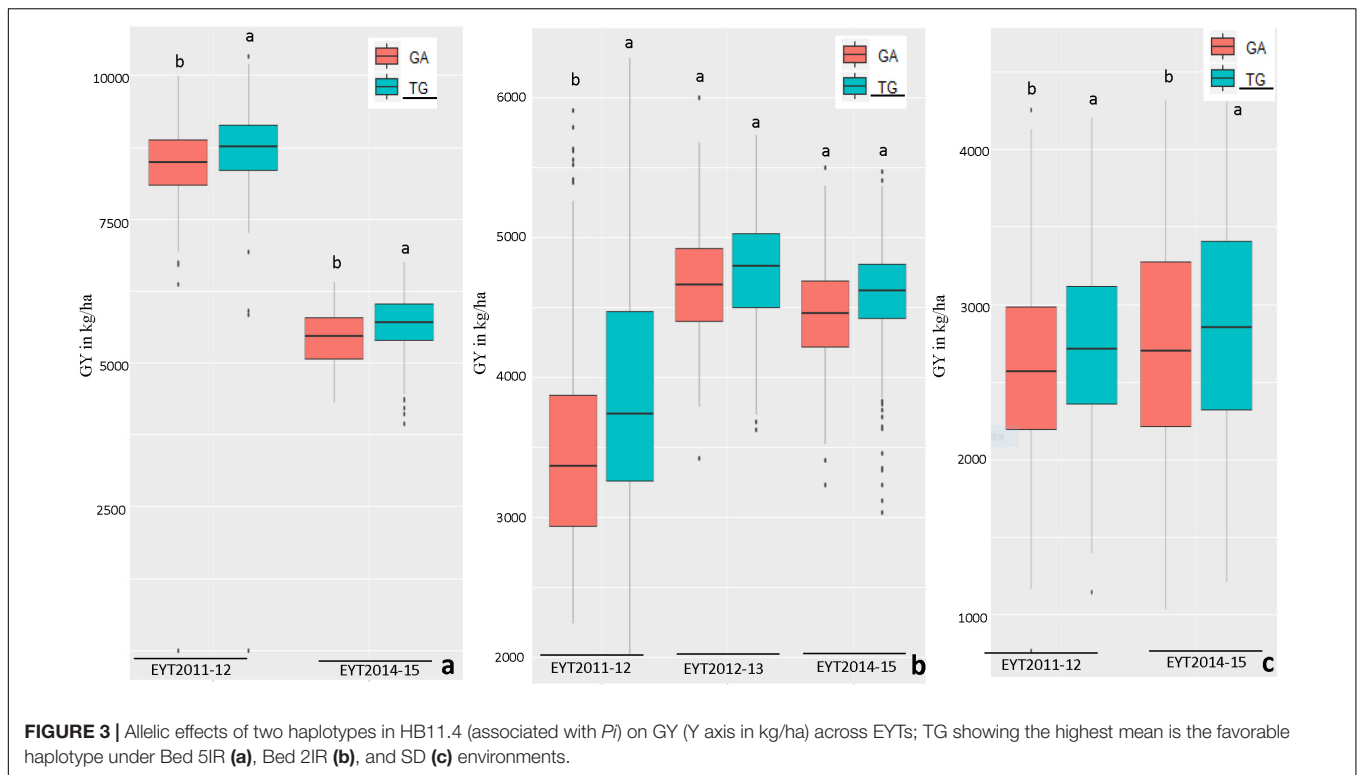 b
a
GA
TG
10000
7500
5000
2500
GY in kg/ha
b
a
EYT2011-12
EYT2014-15
a
b
a
a
a
a
a
GA
TG
6000
5000
4000
3000
2000
GY in kg/ha
EYT2011-12
EYT2012-13
EYT2014-15
b
b
a
b
a
GA
TG
4000
3000
2000
1000
GY in kg/ha
EYT2011-12
EYT2014-15
c
FIGURE 3 | Allelic effects of two haplotypes in HB11.4 (associated with Pi) on GY (Y axis in kg/ha) across EYTs; TG showing the highest mean is the favorable
haplotype under Bed 5IR (a), Bed 2IR (b), and SD (c) environments.